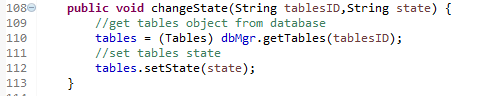 108 public void changeState(String tablesID,String state) {
109 //get tables object from database
110 tables = (Tables) dbMgr.getTables(tablesID);
111 //set tables state
112 tables.setState(state);
113 }